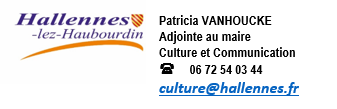 Hallennes
-lez-Haubourdin
Patricia VANHOUCKE
Adjointe au maire
Culture et Communication
☎ 06 72 54 03 44
culture@hallennes.fr